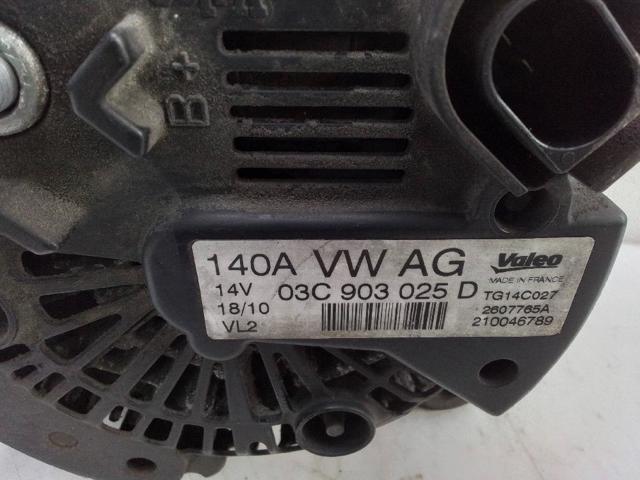 B+
140A VW AG
14V 03C 903 025 D
18/10
VL2
Valeo
MADE IN FRANCE
TG14C027
2607765A
210046789